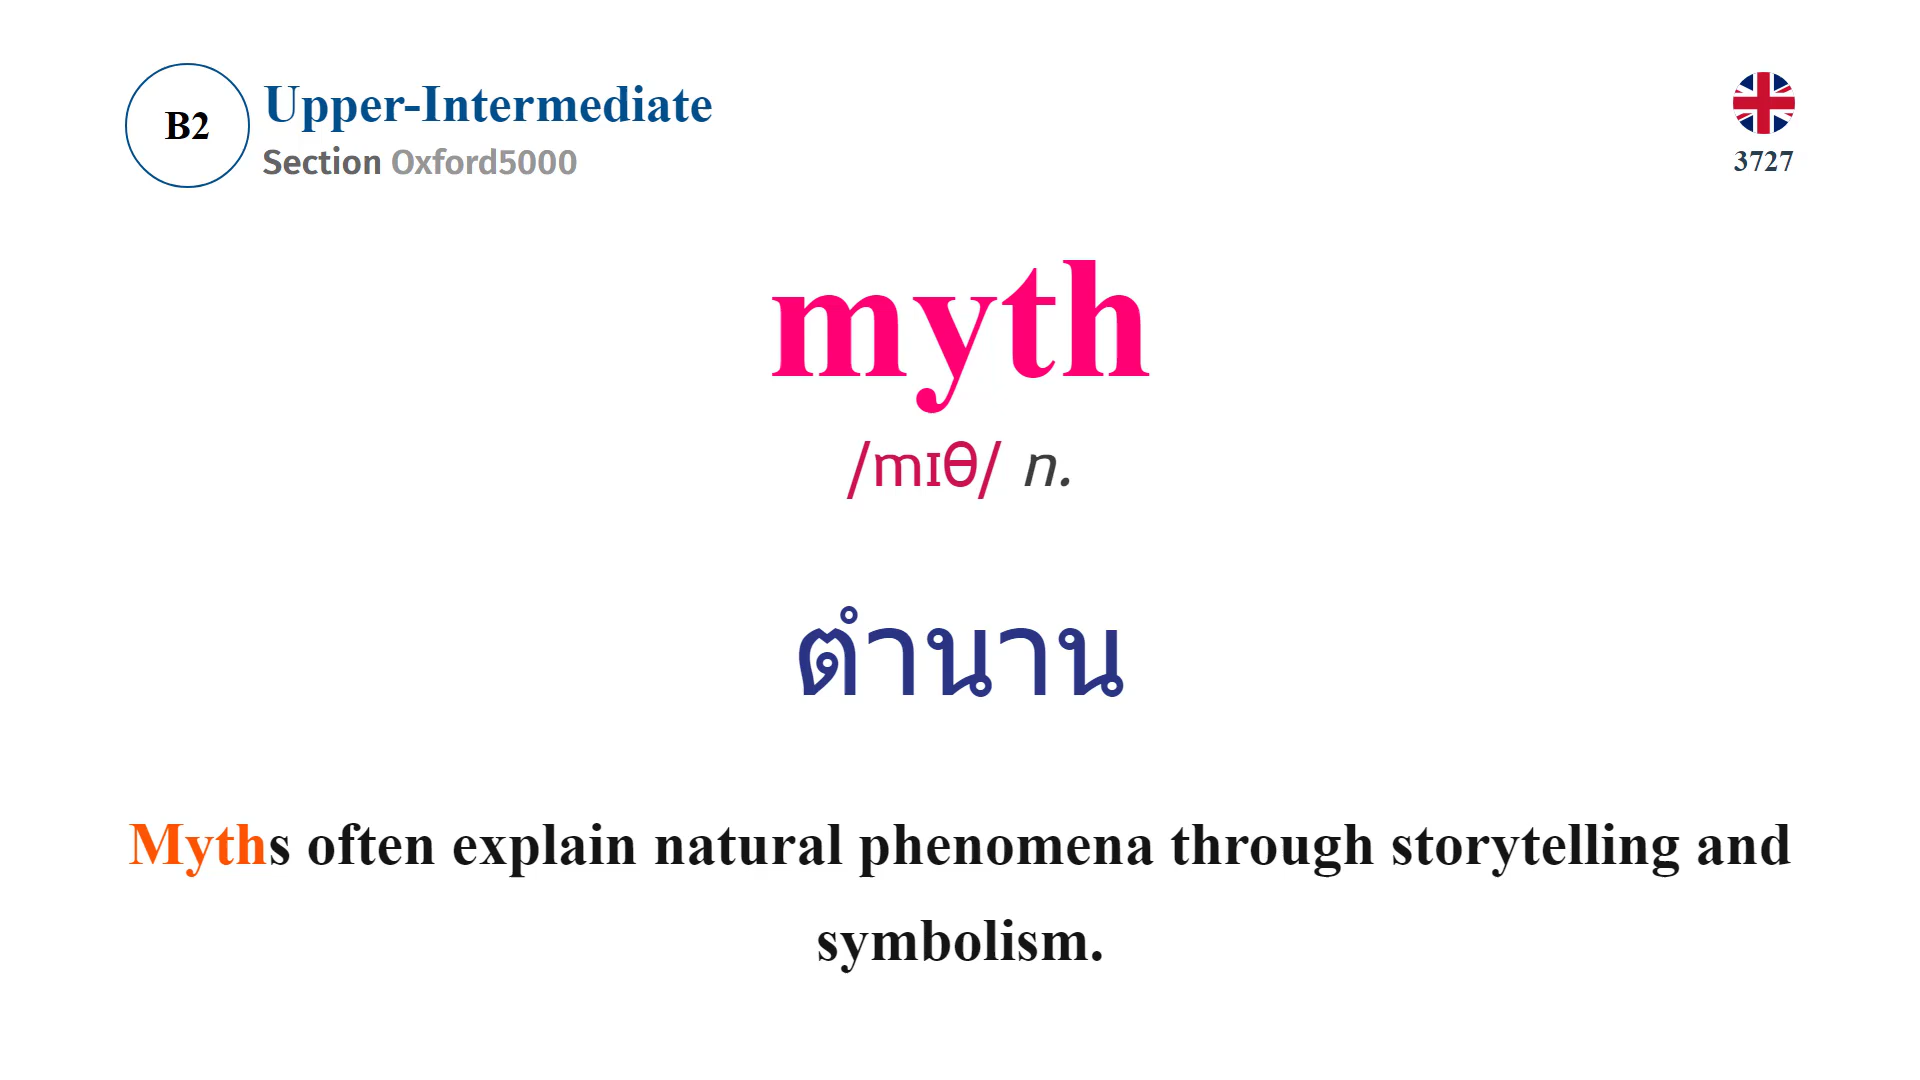 B2
Upper-Intermediate
Section Oxford5000
3727
myth
/mɪθ/ n.
ตำนาน
Myths often explain natural phenomena through storytelling and
symbolism.